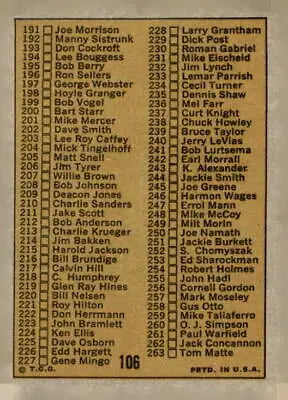 191 Joe Morrison
192 Manny Sistrunk
193 Don Cockroft
194 Lee Bouggess
195 Bob Berry
196 Ron Sellers
197 George Webster
198 Hoyle Granger
199 Bob Vogel
200 Bart Starr
201 Mike Mercer
202 Dave Smith
203 Lee Roy Caffey
204 Mick Tingelhoff
205 Matt Snell
206 Jim Tyrer
207 Willie Brown
208 Bob Johnson
209 Deacon Jones
210 Charlie Sanders
211 Jake Scott
212 Bob Anderson
213 Charlie Krueger
214 Jim Bakken
215 Harold Jackson
216 Bill Brundige
217 Calvin Hill
218 C. Humphrey
219 Glen Ray Hines
220 Bill Nelsen
221 Roy Hilton
222 Don Herrmann
223 John Bramlett
224 Ken Ellis
225 Dave Osborn
226 Edd Hargett
227 Gene Mingo
228 Larry Grantham
229 Dick Post
230 Roman Gabriel
231 Mike Eischeid
232 Jim Lynch
233 Lemar Parrish
234 Cecil Turner
235 Dennis Shaw
236 Mel Farr
237 Curt Knight
238 Chuck Howley
239 Bruce Taylor
240 Jerry LeVias
241 Bob Lurtsema
242 Earl Morrall
243 K. Alexander
244 Jackie Smith
245 Joe Greene
246 Harmon Wages
247 Errol Mann
248 Mike McCoy
249 Milt Morin
250 Joe Namath
251 Jackie Burkett
252 S. Chomyszak
253 Ed Sharockman
254 Robert Holmes
255 John Hadl
256 Cornell Gordon
257 Mark Moseley
258 Gus Otto
259 Mike Taliaferro
260 O. J. Simpson
261 Paul Warfield
262 Jack Concannon
263 Tom Matte
© T.C.G. 106 PRTD. IN U.S.A.